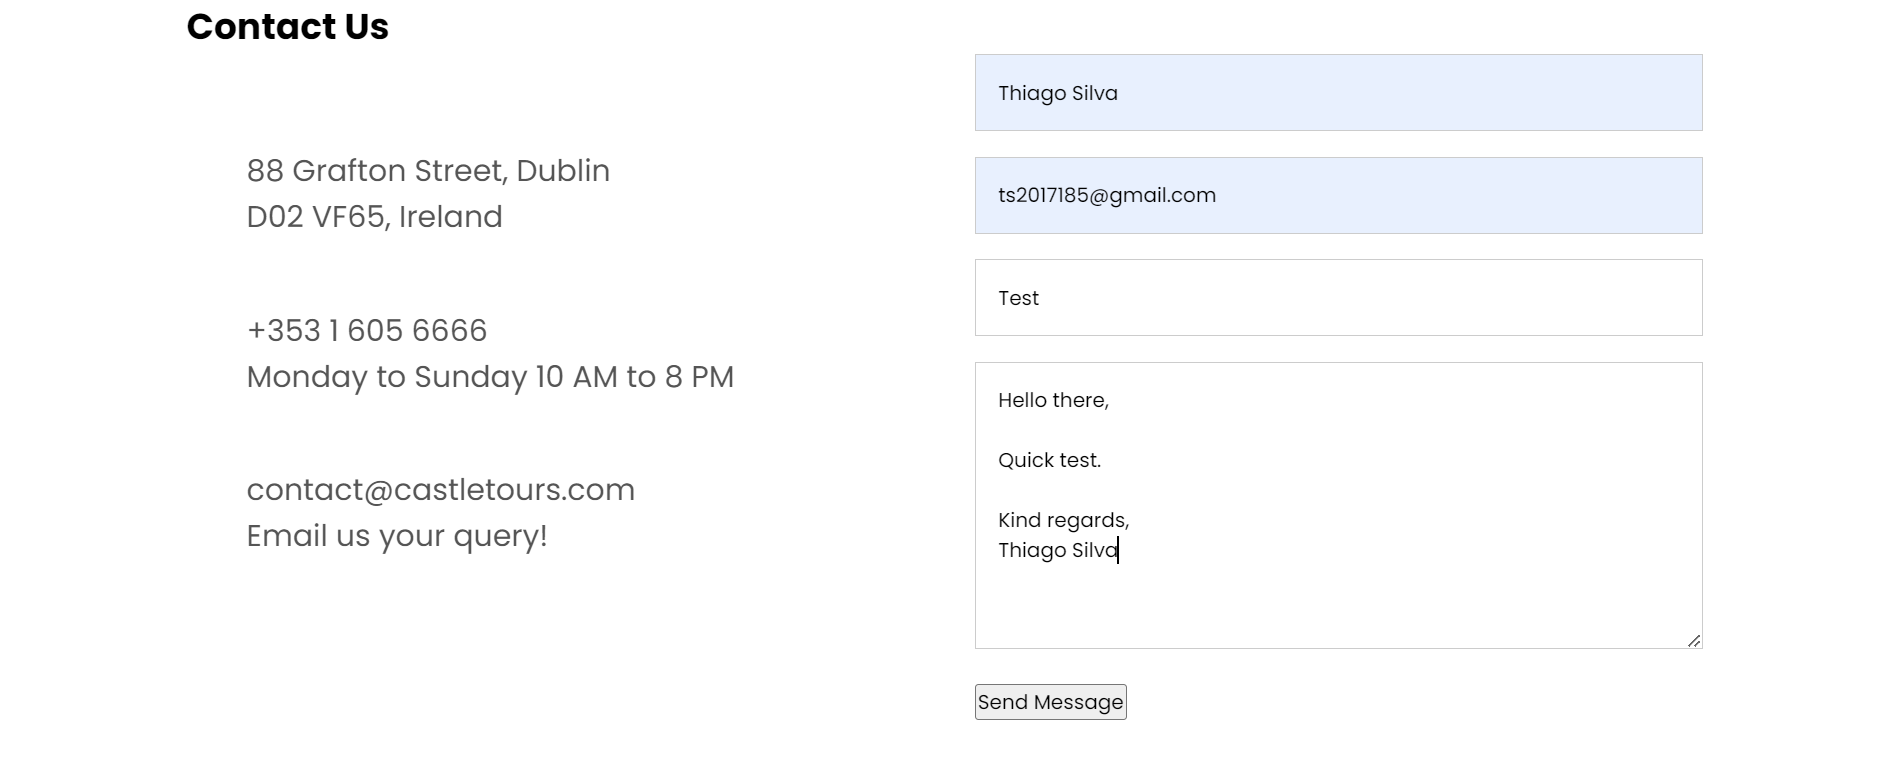 Contact Us
88 Grafton Street, Dublin
D02 VF65, Ireland
+353 1 605 6666
Monday to Sunday 10 AM to 8 PM
contact@castletours.com
Email us your query!
Thiago Silva
ts2017185@gmail.com
Test
Hello there,
Quick test.
Kind regards,
Thiago Silva
Send Message